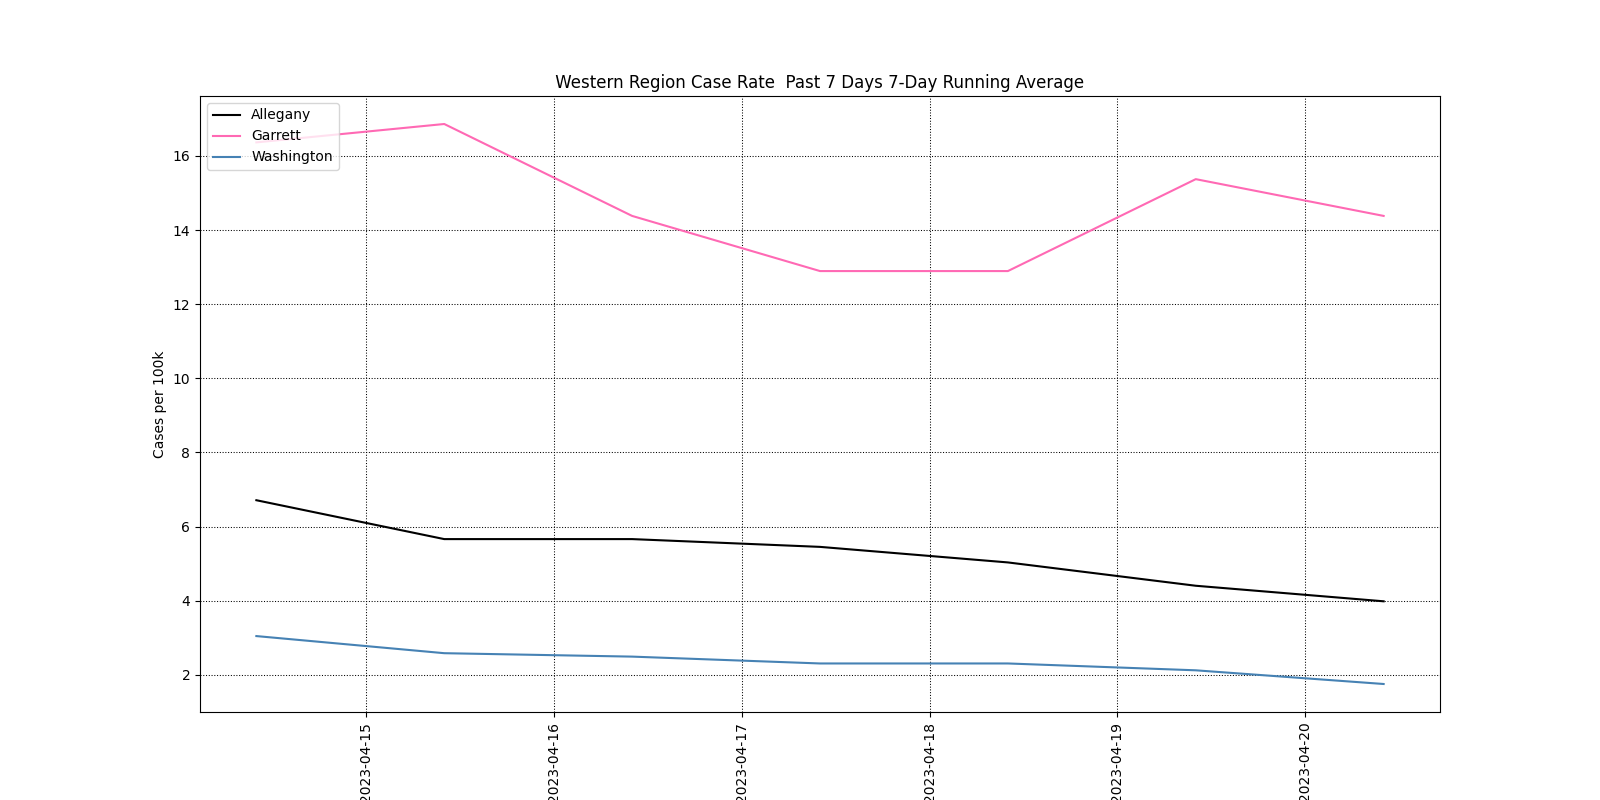 Western Region Case Rate  Past 7 Days 7-Day Running Average
Allegany
Garrett
Washington
Cases per 100k
16
14
12
10
8
6
4
2
2023-04-15
2023-04-16
2023-04-17
2023-04-18
2023-04-19
2023-04-20